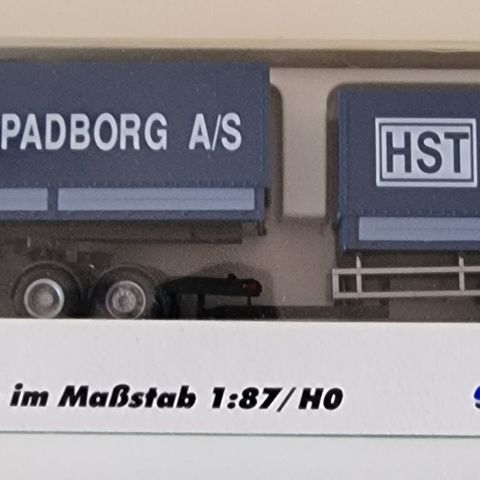 PADBORG A/S
HST
im Maßstab 1:87/H0